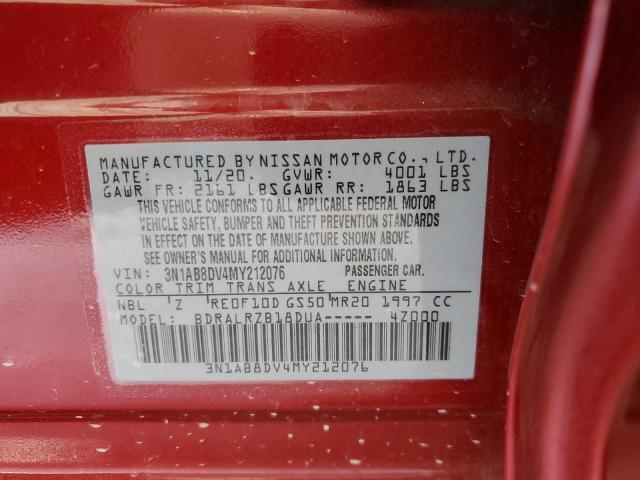 MANUFACTURED BY NISSAN MOTOR CO., LTD.
DATE: 11/20. GVWR: 4001 LBS
GAWR FR: 2161 LBS GAWR RR: 1863 LBS
THIS VEHICLE CONFORMS TO ALL APPLICABLE FEDERAL MOTOR
VEHICLE SAFETY, BUMPER AND THEFT PREVENTION STANDARDS
IN EFFECT ON THE DATE OF MANUFACTURE SHOWN ABOVE.
SEE OWNER'S MANUAL FOR ADDITIONAL INFORMATION.
VIN: 3N1AB8DV4MY212076 PASSENGER CAR.
COLOR TRIM TRANS AXLE ENGINE
NBL Z RE0F10D GS50 MR20 1997 CC
MODEL: BDRALRZB18DUA----- 4Z000
3N1AB8DV4MY212076